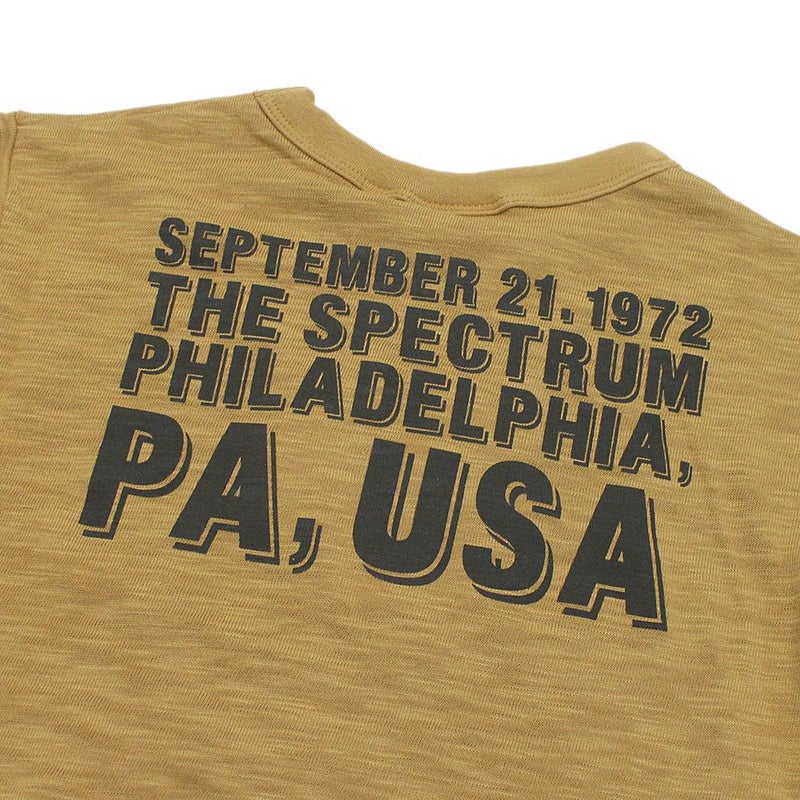 SEPTEMBER 21.1972
THE SPECTRUM
PHILADELPHIA,
PA, USA